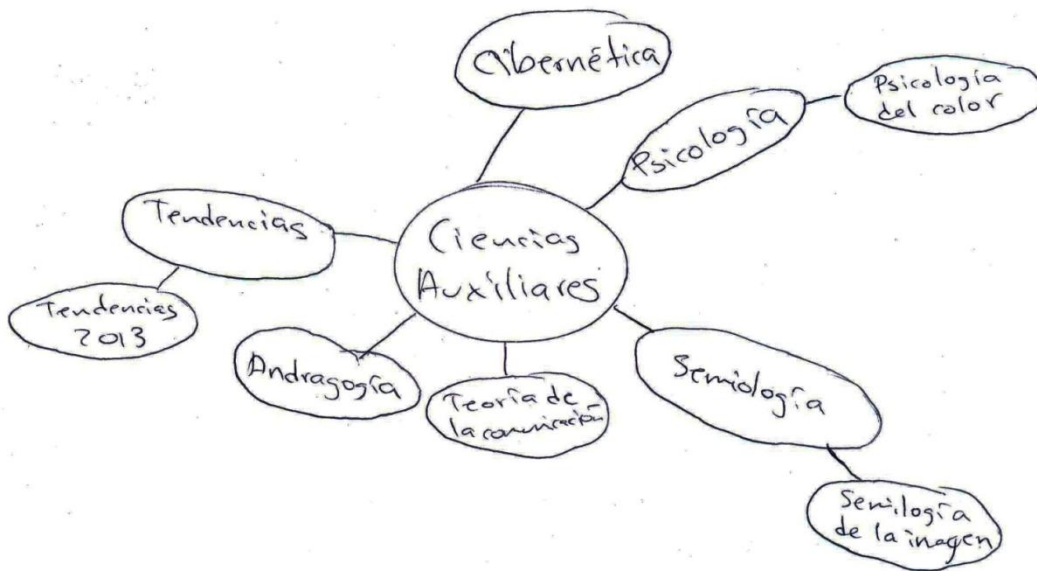 Cibernética
Psicología
del color
Psicología
Tendencias
Ciencias
Auxiliares
Tendencias
2013
Andragogía
Teoría de
la comunicación
Semiología
Semilogía
de la imagen